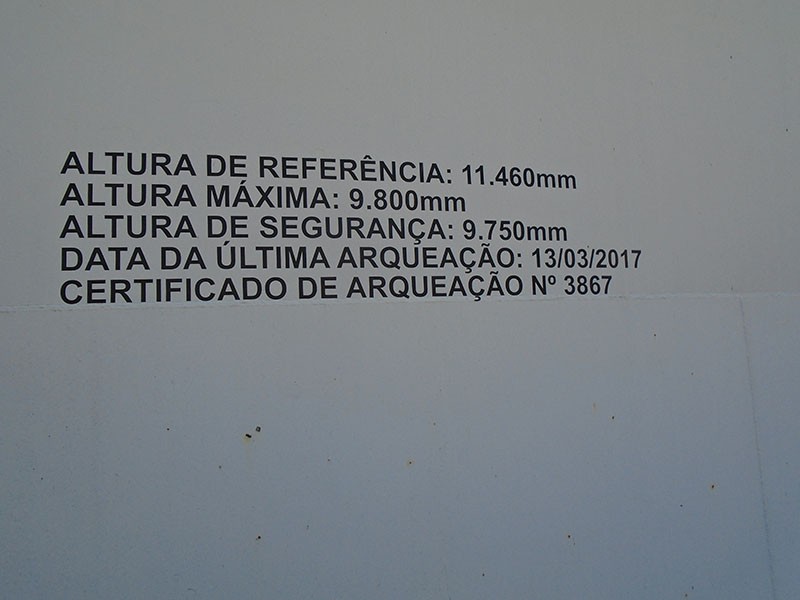 ALTURA DE REFERÊNCIA: 11.460mm
ALTURA MÁXIMA: 9.800mm
ALTURA DE SEGURANÇA: 9.750mm
DATA DA ÚLTIMA ARQUEAÇÃO: 13/03/2017
CERTIFICADO DE ARQUEAÇÃO Nº 3867